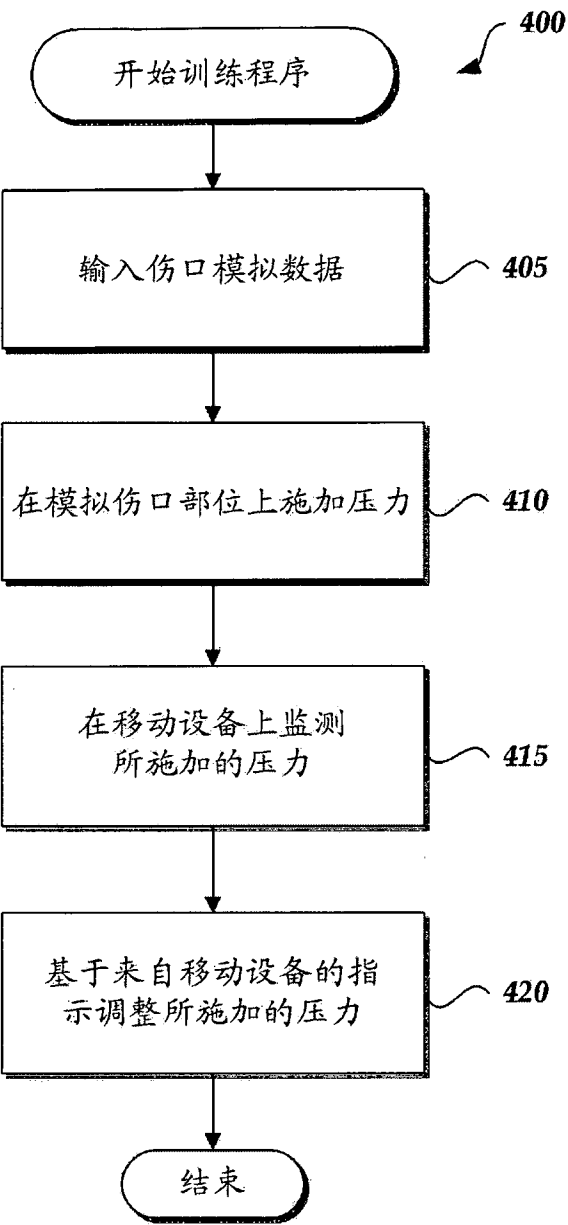 400
开始训练程序
输入伤口模拟数据
405
在模拟伤口部位上施加压力
410
在移动设备上监测
所施加的压力
415
基于来自移动设备的指
示调整所施加的压力
420
结束